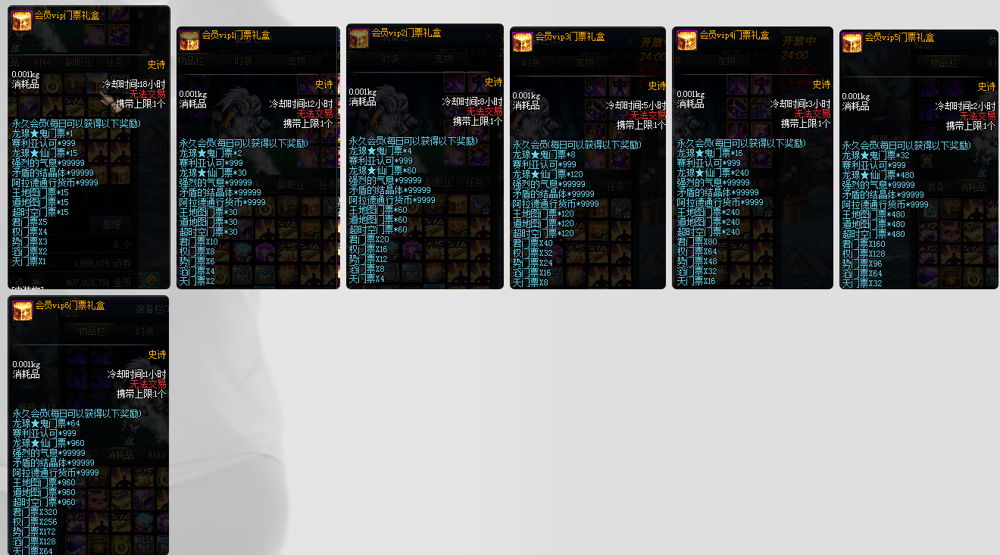 会员vip门票礼盒
史诗
0.001kg
冷却时间:18小时
消耗品
无法交易
携带上限:1个
永久会员(每日可以获得以下奖励)
龙琅★鬼门票*1
赛利亚认可*999
龙琅★仙门票*15
强烈的气息*99999
矛盾的结晶体*99999
阿拉德通行货币*9999
王地图门票*15
道地图门票*15
超时空门票*15
君门票X5
权门票X4
势门票X3
滔门票X2
天门票X1
1,655,875 点券
407,928,751 金币
会员vip1门票礼盒
史诗
0.001kg
冷却时间:12小时
消耗品
无法交易
携带上限:1个
永久会员(每日可以获得以下奖励)
龙琅★鬼门票*2
赛利亚认可*999
龙琅★仙门票*30
强烈的气息*99999
矛盾的结晶体*99999
阿拉德通行货币*9999
王地图门票*30
道地图门票*30
超时空门票*30
君门票X10
权门票X8
势门票X6
滔门票X4
天门票X2
会员vip2门票礼盒
史诗
0.001kg
冷却时间:8小时
消耗品
无法交易
携带上限:1个
永久会员(每日可以获得以下奖励)
龙琅★鬼门票*4
赛利亚认可*999
龙琅★仙门票*60
强烈的气息*99999
矛盾的结晶体*99999
阿拉德通行货币*9999
王地图门票*60
道地图门票*60
超时空门票*60
君门票X20
权门票X16
势门票X12
滔门票X8
天门票X4
会员vip3门票礼盒
史诗
0.001kg
冷却时间:5小时
消耗品
无法交易
携带上限:1个
永久会员(每日可以获得以下奖励)
龙琅★鬼门票*8
赛利亚认可*999
龙琅★仙门票*120
强烈的气息*99999
矛盾的结晶体*99999
阿拉德通行货币*9999
王地图门票*120
道地图门票*120
超时空门票*120
君门票X40
权门票X32
势门票X24
滔门票X16
天门票X8
会员vip4门票礼盒
史诗
0.001kg
冷却时间:3小时
消耗品
无法交易
携带上限:1个
永久会员(每日可以获得以下奖励)
龙琅★鬼门票*16
赛利亚认可*999
龙琅★仙门票*240
强烈的气息*99999
矛盾的结晶体*99999
阿拉德通行货币*9999
王地图门票*240
道地图门票*240
超时空门票*240
君门票X80
权门票X64
势门票X48
滔门票X32
天门票X16
会员vip5门票礼盒
史诗
0.001kg
冷却时间:2小时
消耗品
无法交易
携带上限:1个
永久会员(每日可以获得以下奖励)
龙琅★鬼门票*32
赛利亚认可*999
龙琅★仙门票*480
强烈的气息*99999
矛盾的结晶体*99999
阿拉德通行货币*9999
王地图门票*480
道地图门票*480
超时空门票*480
君门票X160
权门票X128
势门票X96
滔门票X64
天门票X32
会员vip6门票礼盒
史诗
0.001kg
冷却时间:1小时
消耗品
无法交易
携带上限:1个
永久会员(每日可以获得以下奖励)
龙琅★鬼门票*64
赛利亚认可*999
龙琅★仙门票*960
强烈的气息*99999
矛盾的结晶体*99999
阿拉德通行货币*9999
王地图门票*960
道地图门票*960
超时空门票*960
君门票X320
权门票X256
势门票X172
滔门票X128
天门票X64